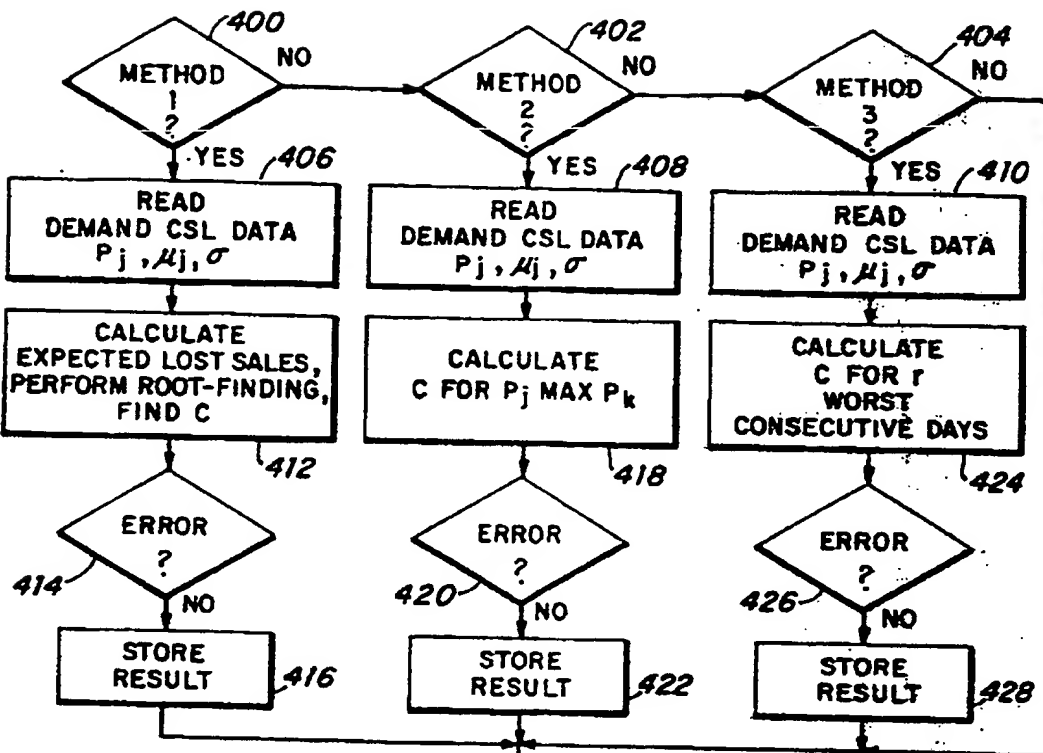 400
METHOD
1
?
NO
YES
402
METHOD
2
?
NO
YES
404
METHOD
3
?
NO
YES
406
READ
DEMAND CSL DATA
Pj, μj, σ
408
READ
DEMAND CSL DATA
Pj, μj, σ
410
READ
DEMAND CSL DATA
Pj, μj, σ
CALCULATE
EXPECTED LOST SALES,
PERFORM ROOT-FINDING,
FIND C
412
CALCULATE
C FOR Pj MAX Pk
418
CALCULATE
C FOR r
WORST
CONSECUTIVE DAYS
424
ERROR
?
414
NO
ERROR
?
420
NO
ERROR
?
426
NO
STORE
RESULT
416
STORE
RESULT
422
STORE
RESULT
428